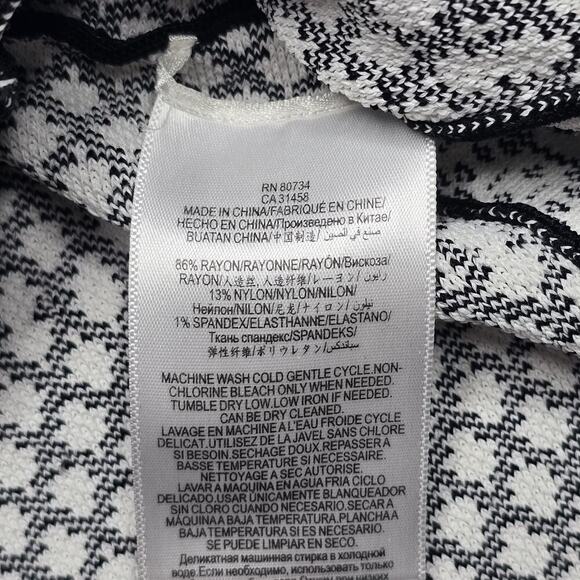 RN 80734
CA 31458
MADE IN CHINA/FABRIQUÉ EN CHINE/
HECHO EN CHINA/Произведено в Китае/
BUATAN CHINA/中国制造/ صنع في الصين
86% RAYON/RAYONNE/RAYÓN/Вискоза/
RAYON/人造丝, 人造纤维/レーヨン/ رايون
13% NYLON/NYLON/NILON/
Нейлон/NILON/尼龙/ナイロン/ نيلون
1% SPANDEX/ELASTHANNE/ELASTANO/
Ткань спандекс/SPANDEKS/
弹性纤维/ポリウレタン/ سباندكس
MACHINE WASH COLD GENTLE CYCLE.NON-
CHLORINE BLEACH ONLY WHEN NEEDED.
TUMBLE DRY LOW.LOW IRON IF NEEDED.
CAN BE DRY CLEANED.
LAVAGE EN MACHINE A L'EAU FROIDE CYCLE
DELICAT.UTILISEZ DE LA JAVEL SANS CHLORE
SI BESOIN.SECHAGE DOUX.REPASSER A
BASSE TEMPERATURE SI NECESSAIRE.
NETTOYAGE A SEC AUTORISE.
LAVAR A MAQUINA EN AGUA FRIA CICLO
DELICADO.USAR ÚNICAMENTE BLANQUEADOR
SIN CLORO CUANDO NECESARIO.SECAR A
MÁQUINA A BAJA TEMPERATURA.PLANCHA A
BAJA TEMPERATURA SI NECESARIO.
SE PUEDE LIMPIAR EN SECO.
Деликатная машинная стирка в холодной
воде.Если необходимо, использовать только